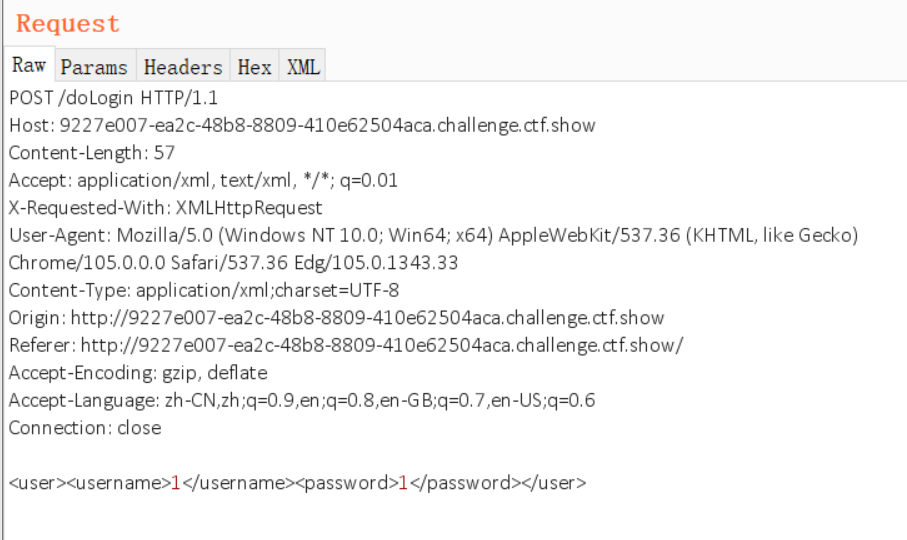 Request
Raw Params Headers Hex XML
POST /doLogin HTTP/1.1
Host: 9227e007-ea2c-48b8-8809-410e62504aca.challenge.ctf.show
Content-Length: 57
Accept: application/xml, text/xml, */*; q=0.01
X-Requested-With: XMLHttpRequest
User-Agent: Mozilla/5.0 (Windows NT 10.0; Win64; x64) AppleWebKit/537.36 (KHTML, like Gecko)
Chrome/105.0.0.0 Safari/537.36 Edg/105.0.1343.33
Content-Type: application/xml;charset=UTF-8
Origin: http://9227e007-ea2c-48b8-8809-410e62504aca.challenge.ctf.show
Referer: http://9227e007-ea2c-48b8-8809-410e62504aca.challenge.ctf.show/
Accept-Encoding: gzip, deflate
Accept-Language: zh-CN,zh;q=0.9,en;q=0.8,en-GB;q=0.7,en-US;q=0.6
Connection: close
<user><username>1</username><password>1</password></user>